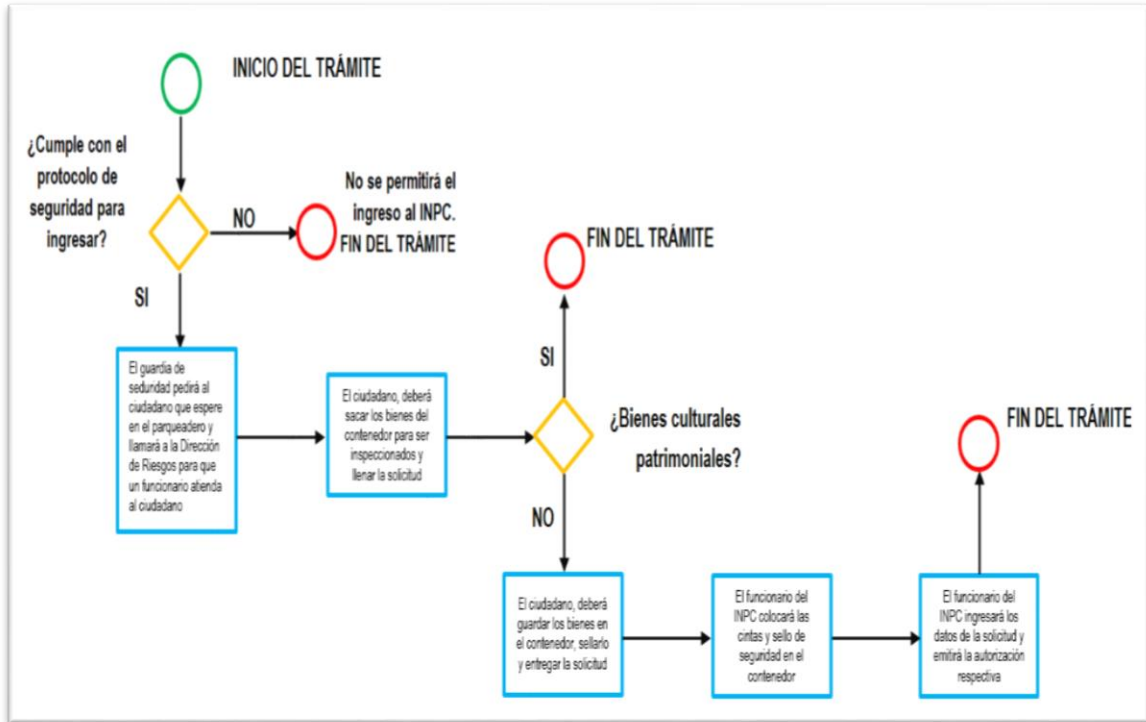 INICIO DEL TRÁMITE
¿Cumple con el
protocolo de
seguridad para
ingresar?
NO
No se permitirá el
ingreso al INPC.
FIN DEL TRÁMITE
SI
El guardia de
seduridad pedirá al
ciudadano que espere
en el parqueadero y
llamará a la Dirección
de Riesgos para que
un funcionario atienda
al ciudadano
El ciudadano, deberá
sacar los bienes del
contenedor para ser
inspeccionados y
llenar la solicitud
FIN DEL TRÁMITE
SI
¿Bienes culturales
patrimoniales?
NO
El ciudadano, deberá
guardar los bienes en
el contenedor, sellarlo
y entregar la solicitud
El funcionario del
INPC colocará las
cintas y sello de
seguridad en el
contenedor
El funcionario del
INPC ingresará los
datos de la solicitud y
emitirá la autorización
respectiva
FIN DEL TRÁMITE